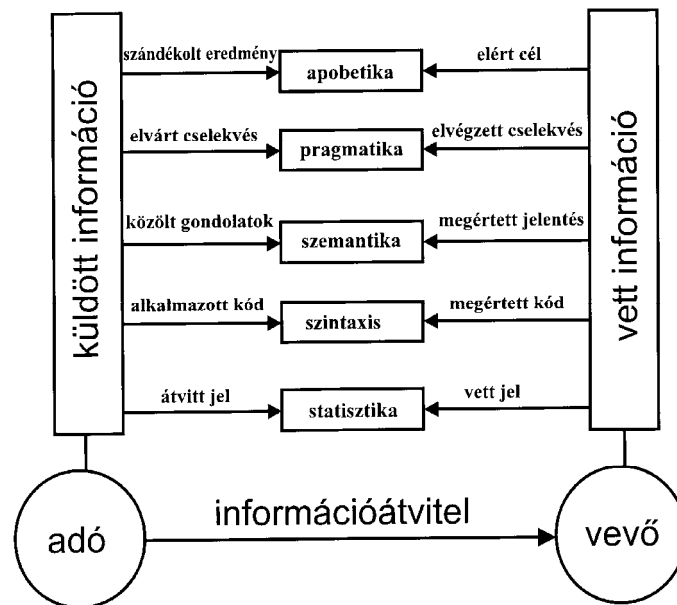 küldött információ
vett információ
szándékolt eredmény
apobetika
elért cél
elvárt cselekvés
pragmatika
elvégzett cselekvés
közölt gondolatok
szemantika
megértett jelentés
alkalmazott kód
szintaxis
megértett kód
átvitt jel
statisztika
vett jel
adó
információátvitel
vevő